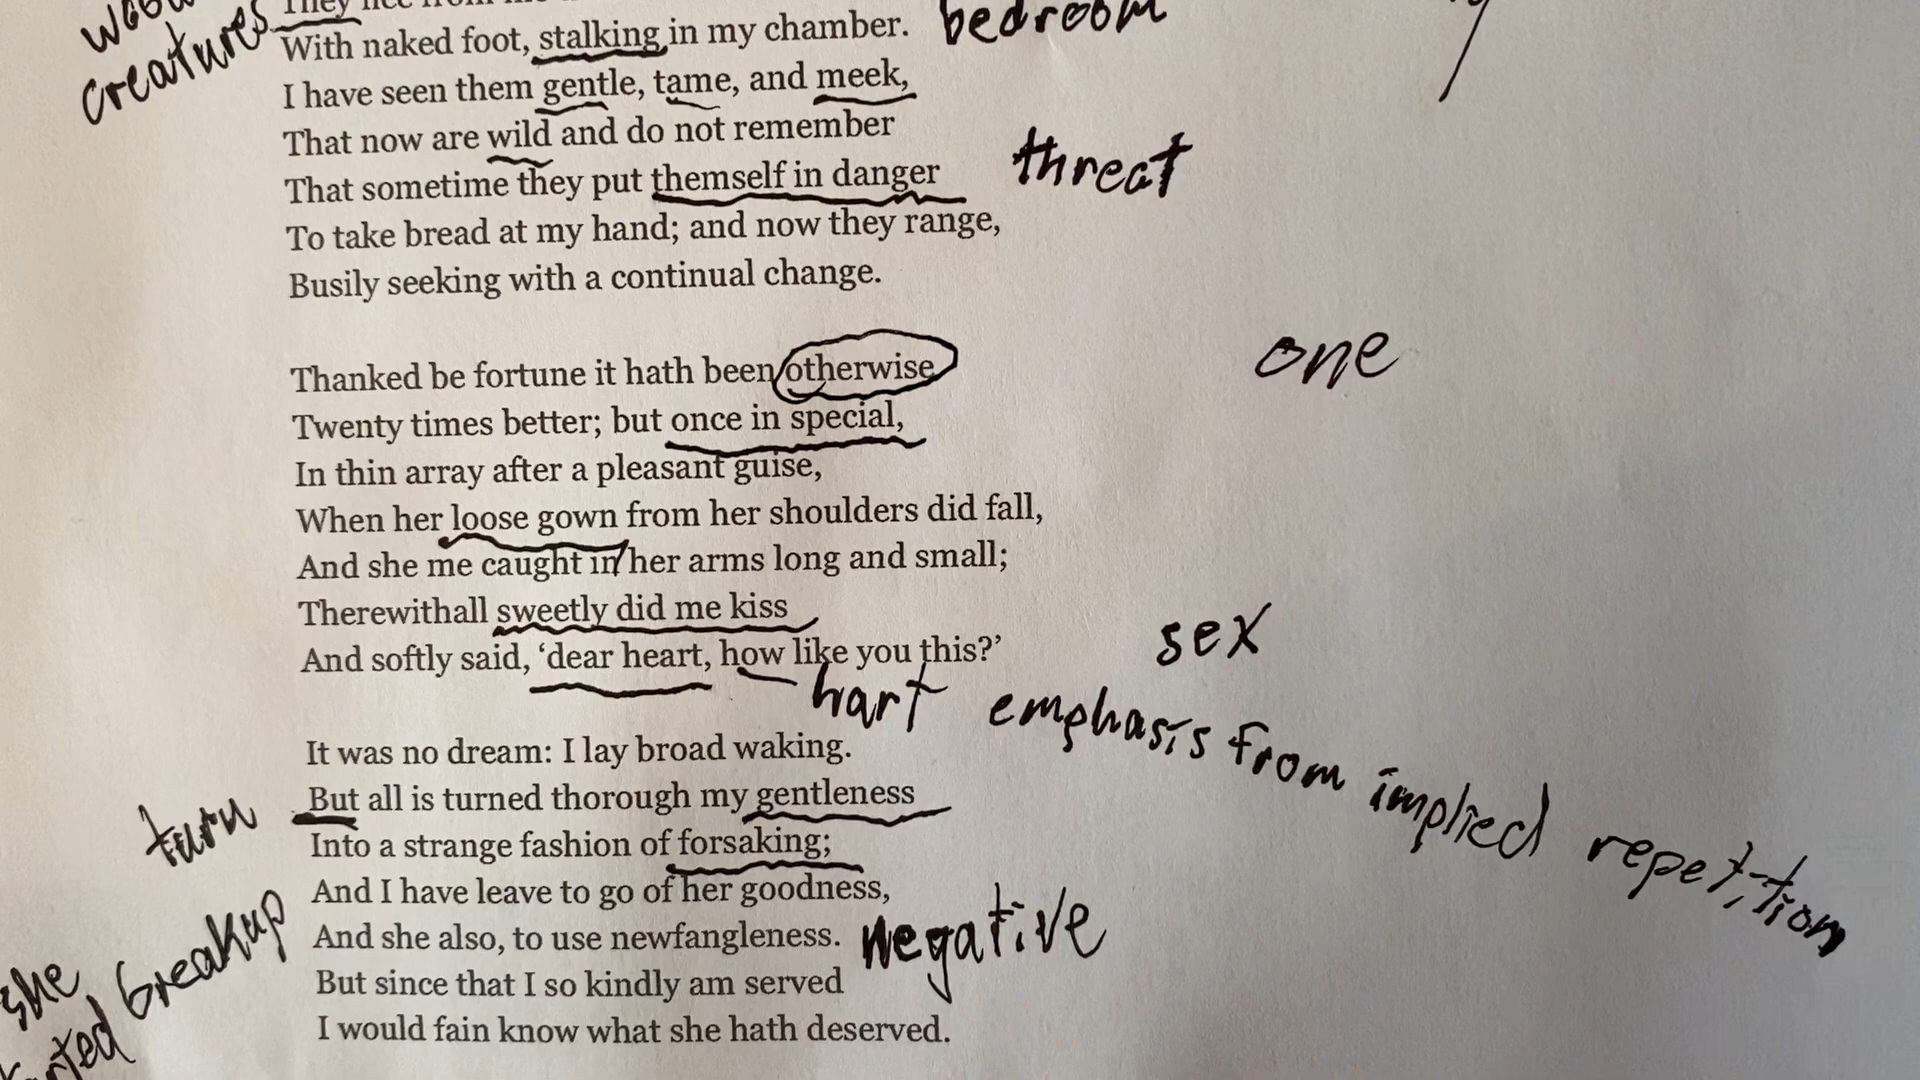 They
creatures
With naked foot, stalking in my chamber. bedroom
I have seen them gentle, tame, and meek,
That now are wild and do not remember
That sometime they put themself in danger threat
To take bread at my hand; and now they range,
Busily seeking with a continual change.
Thanked be fortune it hath been otherwise one
Twenty times better; but once in special,
In thin array after a pleasant guise,
When her loose gown from her shoulders did fall,
And she me caught in her arms long and small;
Therewithall sweetly did me kiss
And softly said, ‘dear heart, how like you this?’ sex
hart emphasis from implied repetition
It was no dream: I lay broad waking.
turn But all is turned thorough my gentleness
Into a strange fashion of forsaking;
And I have leave to go of her goodness,
And she also, to use newfangleness. negative
she breakup
But since that I so kindly am served
I would fain know what she hath deserved.